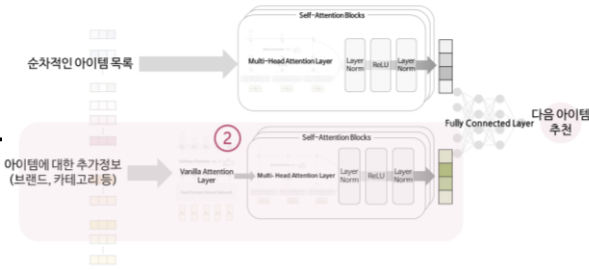 Self-Attention Blocks
순차적인 아이템 목록
Multi-Head Attention Layer
Layer Norm
ReLU
Layer Norm
Fully Connected Layer
다음 아이템
추천
②
Self-Attention Blocks
아이템에 대한 추가정보
(브랜드, 카테고리 등)
Vanilla Attention
Layer
Multi-Head Attention Layer
Layer Norm
ReLU
Layer Norm